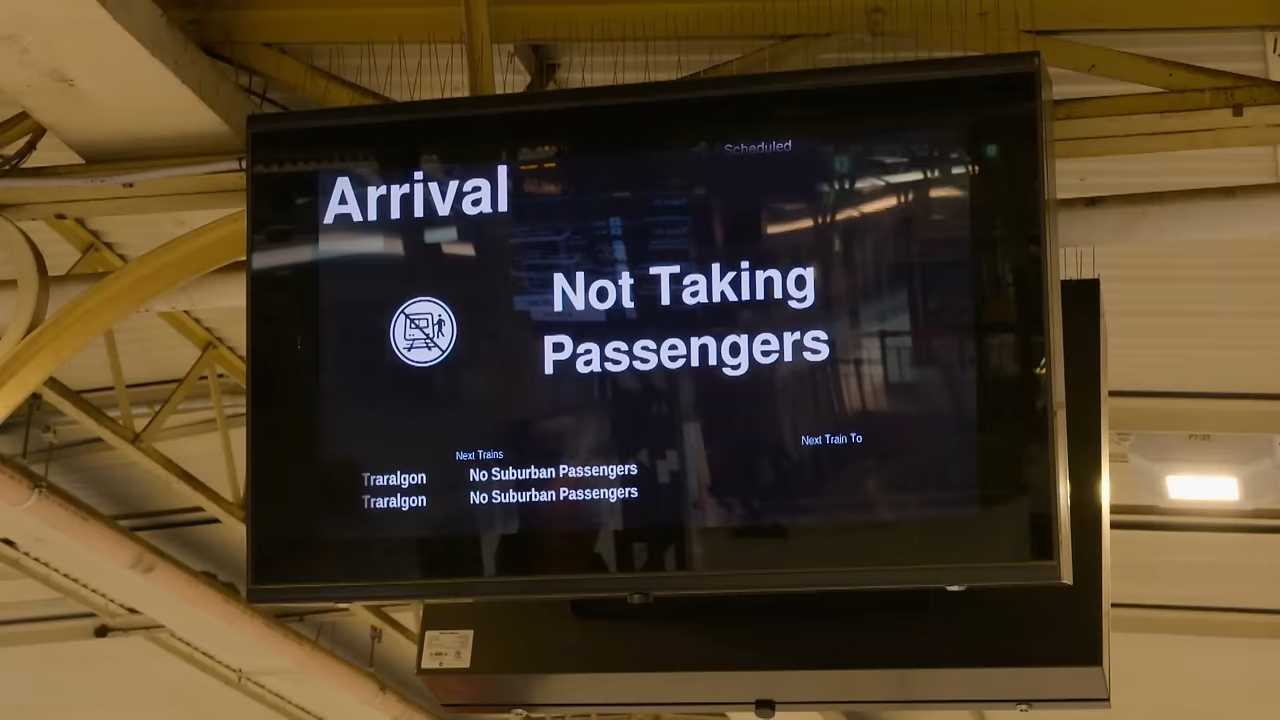 Scheduled
Arrival
Not Taking
Passengers
Next Train To
Next Trains
Traralgon No Suburban Passengers
Traralgon No Suburban Passengers